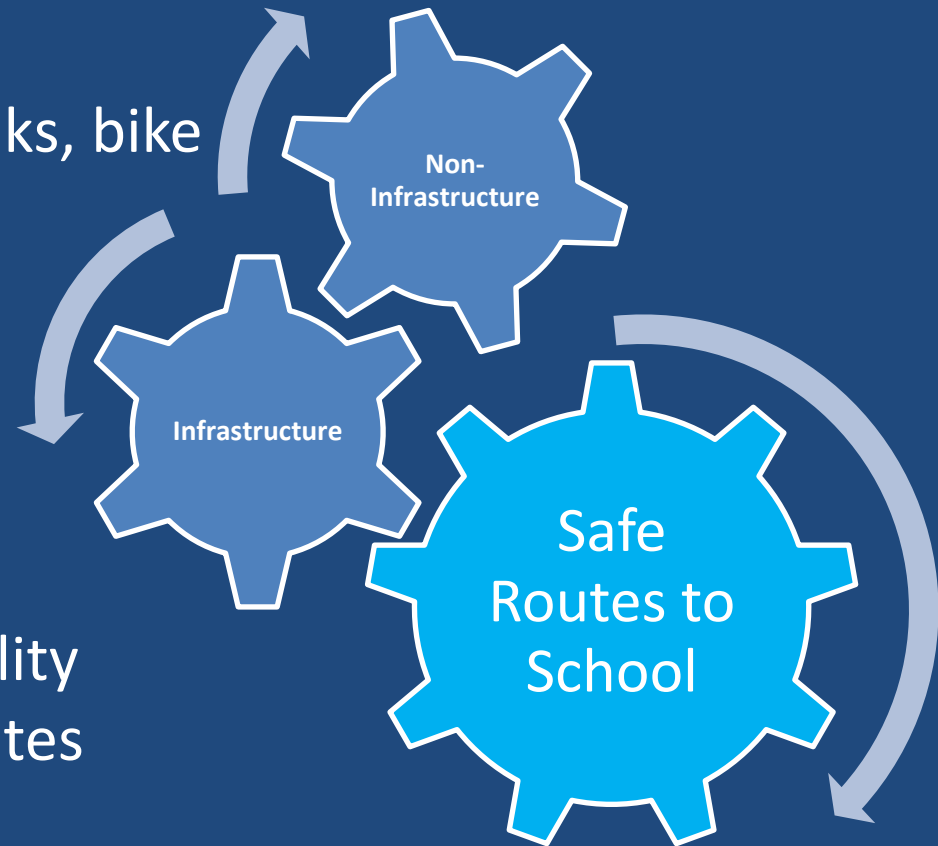 ks, bike
Non-
Infrastructure
Infrastructure
Safe
Routes to
School
lity
tes